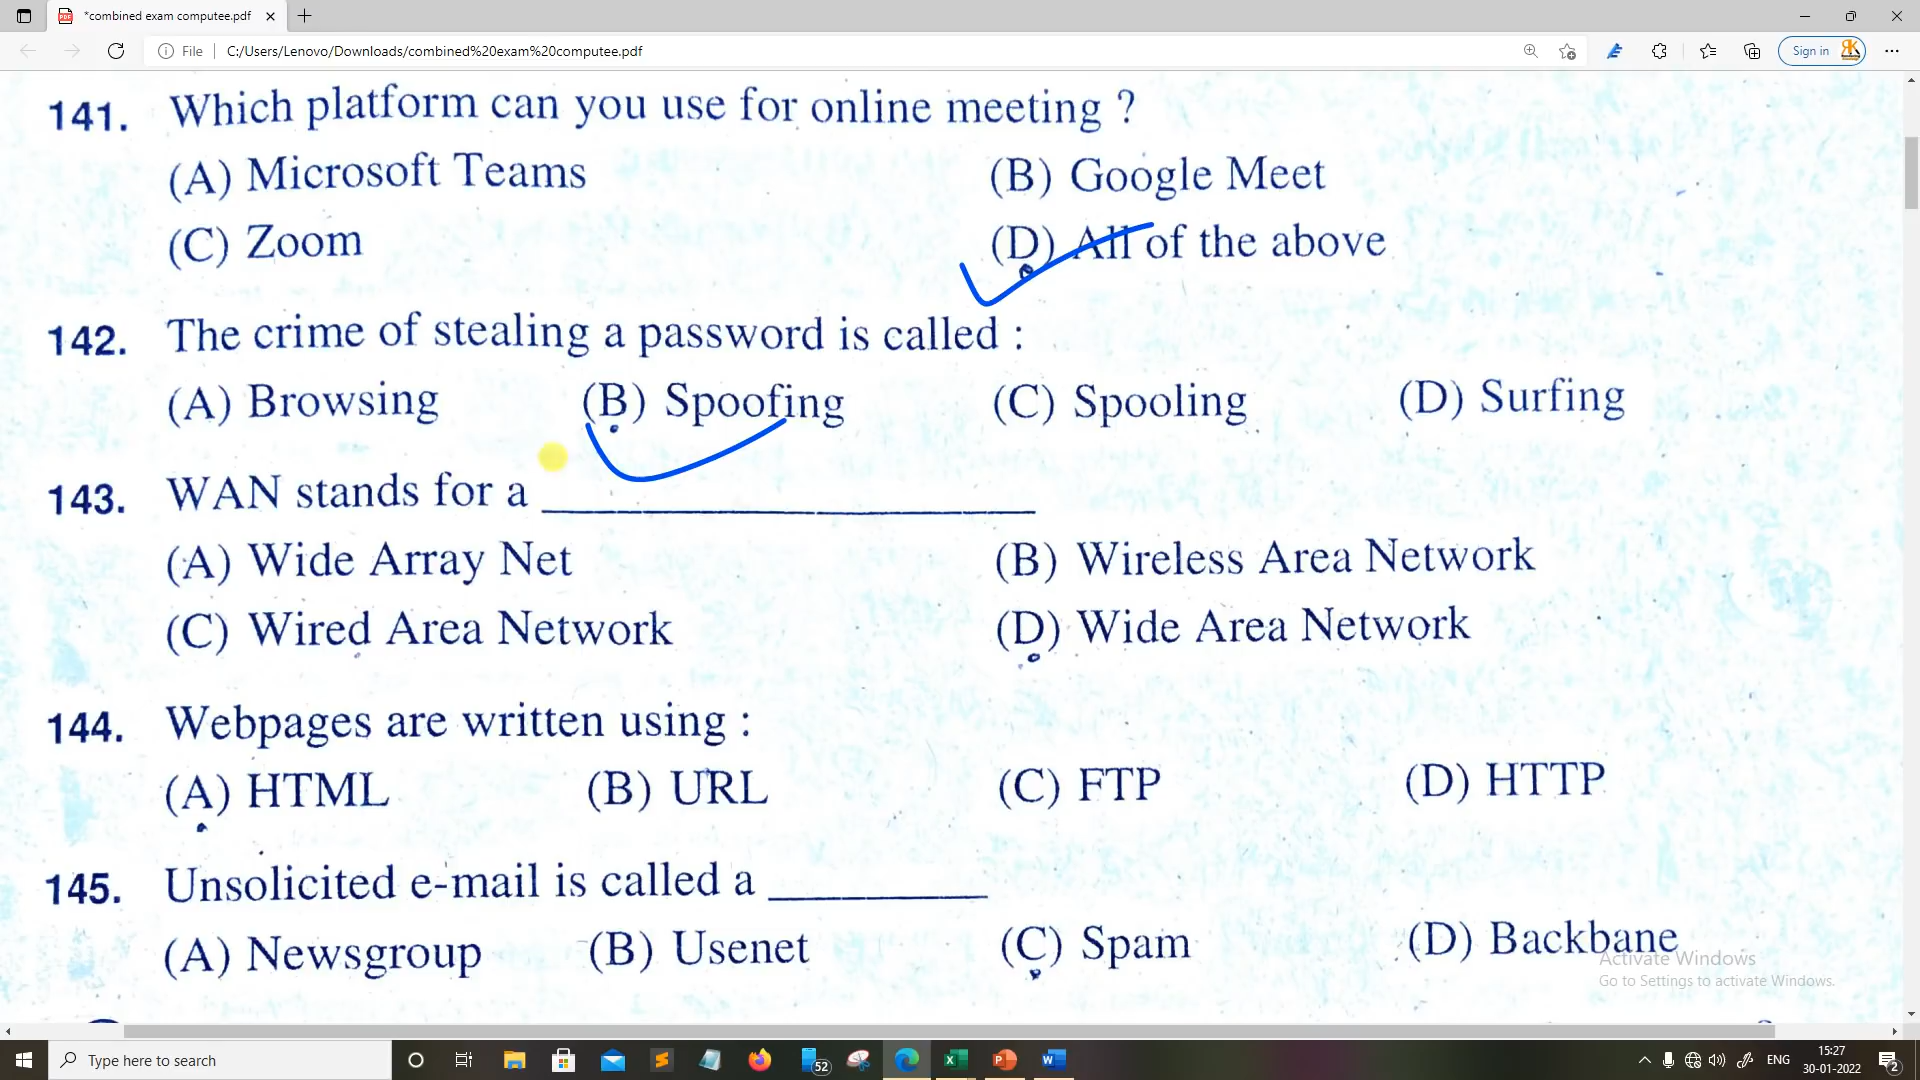 *combined exam computee.pdf
File
C:/Users/Lenovo/Downloads/combined%20exam%20computee.pdf
Sign in
141. Which platform can you use for online meeting ?
(A) Microsoft Teams (B) Google Meet
(C) Zoom (D) All of the above
142. The crime of stealing a password is called :
(A) Browsing (B) Spoofing (C) Spooling (D) Surfing
143. WAN stands for a ____________________
(A) Wide Array Net (B) Wireless Area Network
(C) Wired Area Network (D) Wide Area Network
144. Webpages are written using :
(A) HTML (B) URL (C) FTP (D) HTTP
145. Unsolicited e-mail is called a __________
(A) Newsgroup (B) Usenet (C) Spam (D) Backbane
Activate Windows
Go to Settings to activate Windows.
Type here to search
52
ENG
15:27
30-01-2022
2